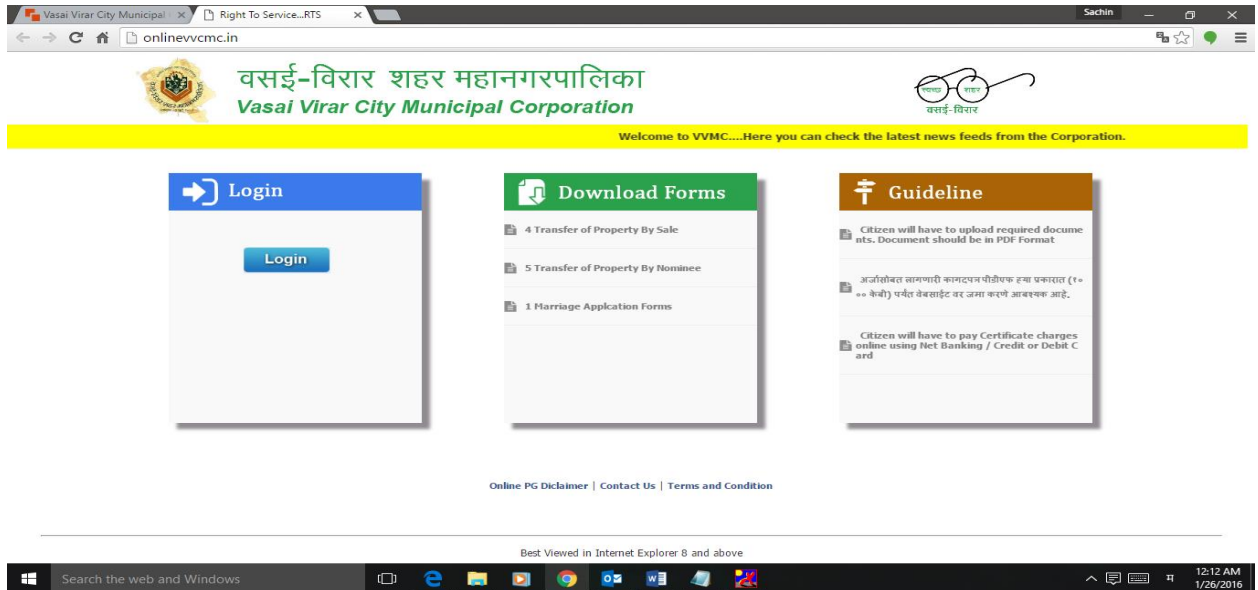 Vasai Virar City Municipal
Right To Service...RTS
Sachin
onlinevvcmc.in
वसई-विरार शहर महानगरपालिका
Vasai Virar City Municipal Corporation
स्वच्छ शहर
वसई-विरार
Welcome to VVMC....Here you can check the latest news feeds from the Corporation.
Login
Login
Download Forms
4 Transfer of Property By Sale
5 Transfer of Property By Nominee
1 Marriage Applcation Forms
Guideline
Citizen will have to upload required docume
nts. Document should be in PDF Format
अर्जासोबत लागणारी कागदपत्र पीडीएफ ह्या प्रकारात (१०
०० केबी) पर्यंत वेबसाईट वर जमा करणे आवश्यक आहे.
Citizen will have to pay Certificate charges
online using Net Banking / Credit or Debit C
ard
Online PG Diclaimer | Contact Us | Terms and Condition
Best Viewed in Internet Explorer 8 and above
Search the web and Windows
म
12:12 AM
1/26/2016